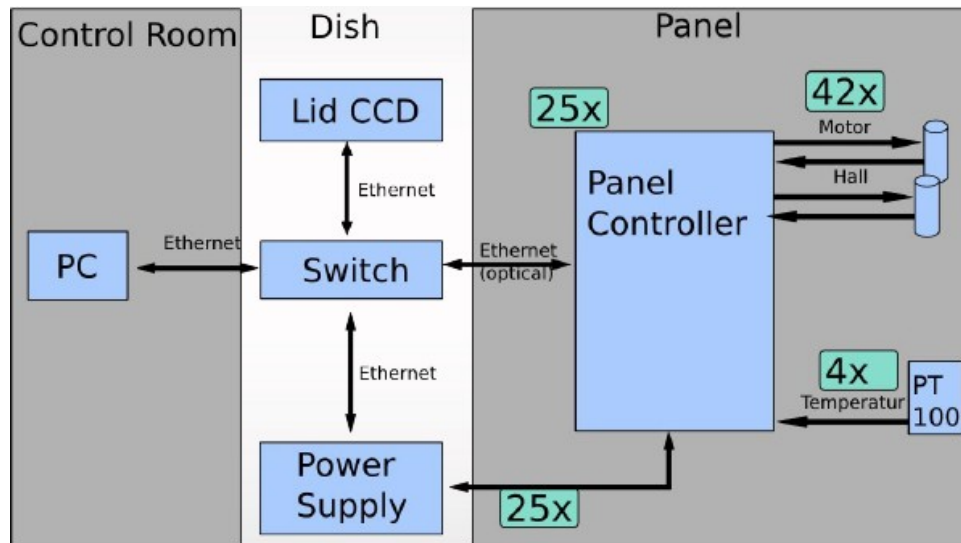 Control Room
Dish
Panel
Lid CCD
25x
42x
Motor
Ethernet
Hall
Panel
Controller
PC
Ethernet
Switch
Ethernet
(optical)
Ethernet
4x
Temperatur
PT
100
Power
Supply
25x